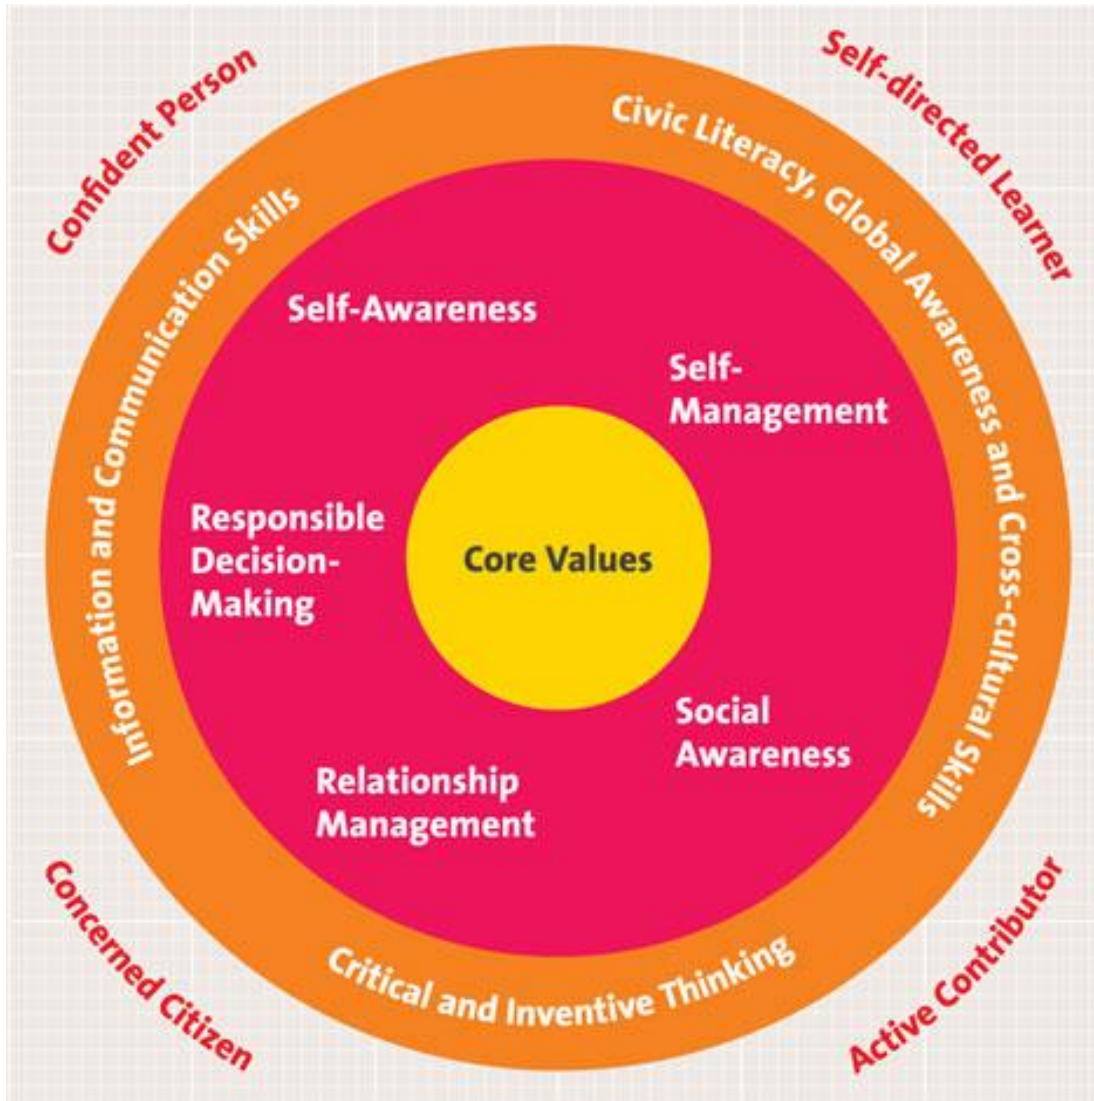 Confident Person
Self-directed Learner
Civic Literacy, Global Awareness and Cross-cultural Skills
Information and Communication Skills
Self-Awareness
Self-
Management
Responsible
Decision-
Making
Core Values
Social
Awareness
Relationship
Management
Critical and Inventive Thinking
Concerned Citizen
Active Contributor